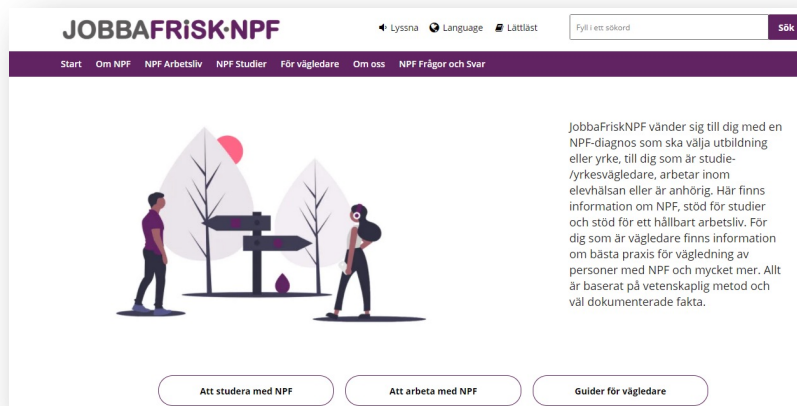 JOBBAFRiSK·NPF
Lyssna Language Lättläst
Fyll i ett sökord
Sök
Start Om NPF NPF Arbetsliv NPF Studier För vägledare Om oss NPF Frågor och Svar
JobbaFriskNPF vänder sig till dig med en
NPF-diagnos som ska välja utbildning
eller yrke, till dig som är studie-
/yrkesvägledare, arbetar inom
elevhälsan eller är anhörig. Här finns
information om NPF, stöd för studier
och stöd för ett hållbart arbetsliv. För
dig som är vägledare finns information
om bästa praxis för vägledning av
personer med NPF och mycket mer. Allt
är baserat på vetenskaplig metod och
väl dokumenterade fakta.
Att studera med NPF
Att arbeta med NPF
Guider för vägledare